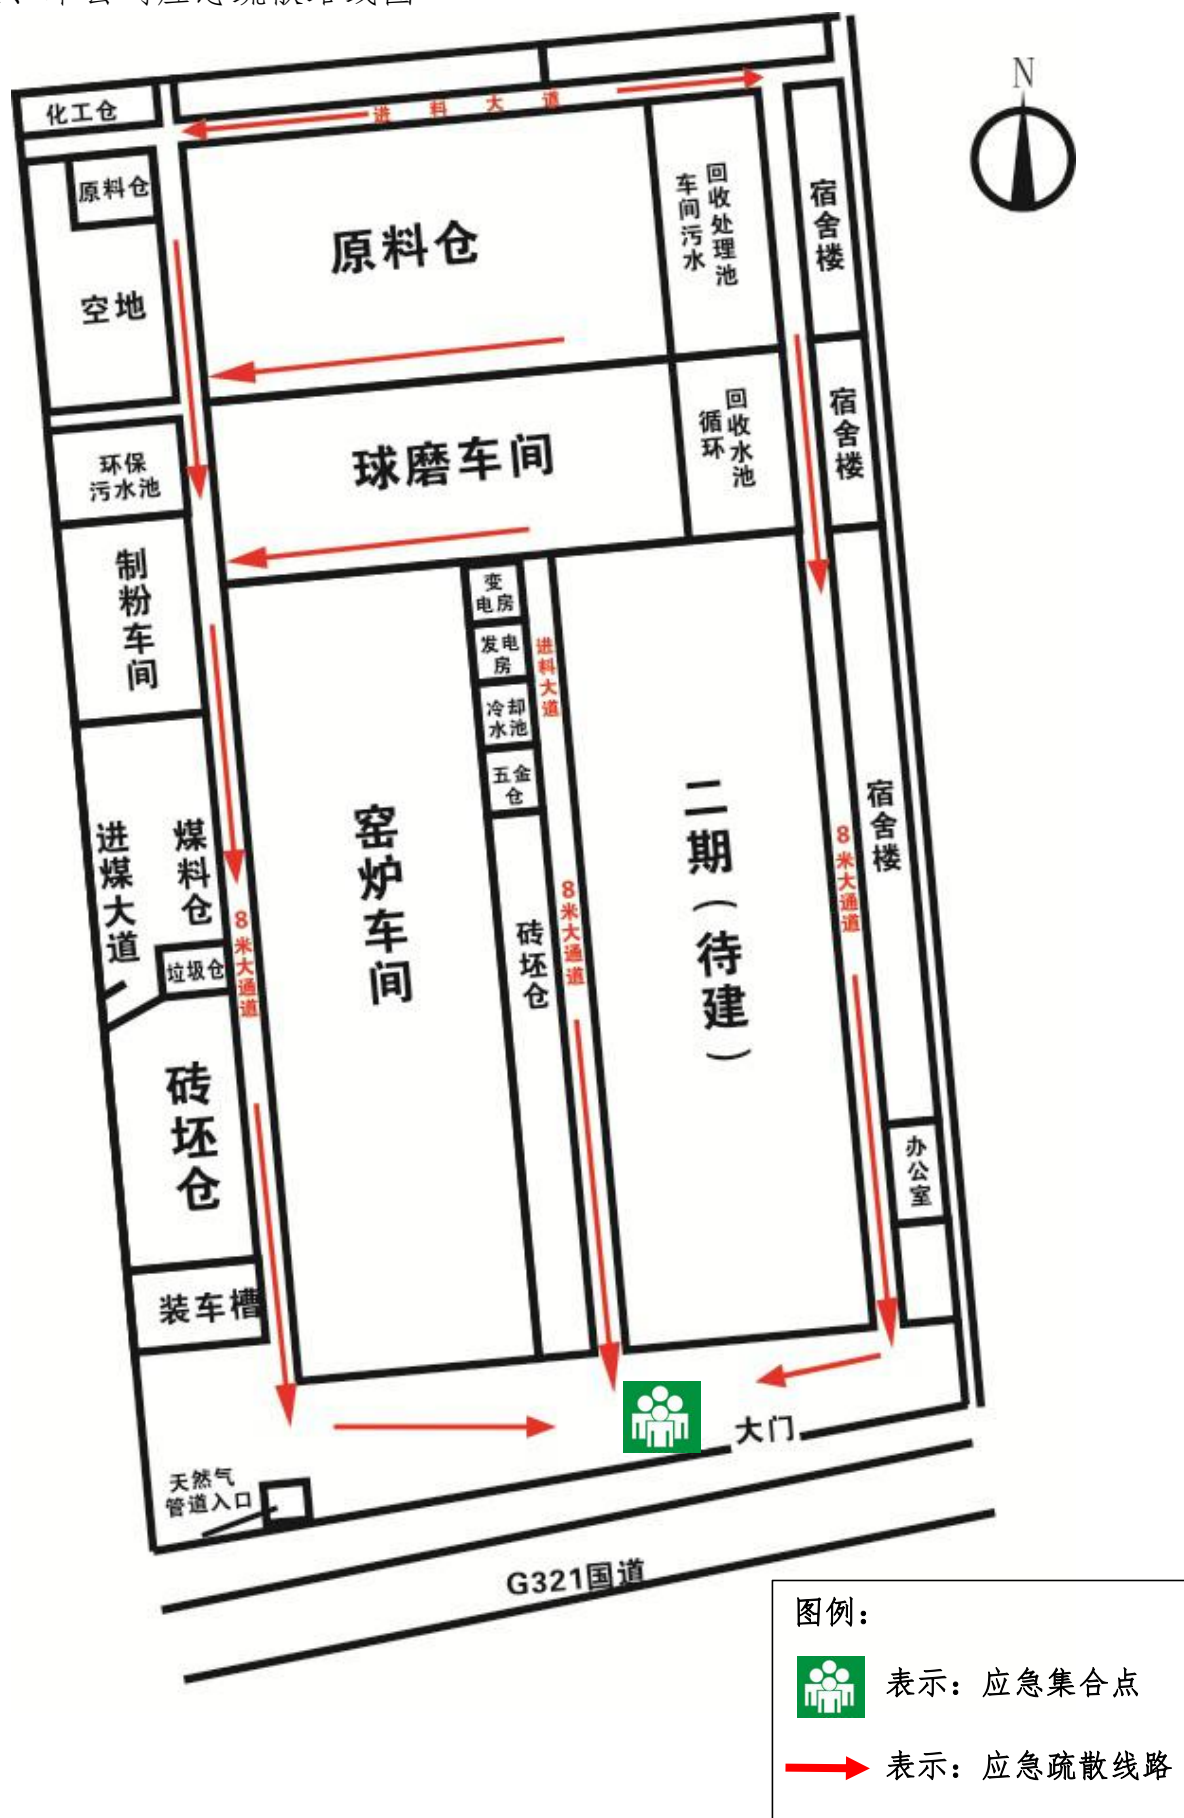 N
化工仓
进料大道
原料仓
空地
原料仓
车间污水
回收处理池
宿舍楼
环保
污水池
球磨车间
循环
回收水池
宿舍楼
制粉车间
变
电房
发电
房
冷却
水池
五金
仓
进料大道
进煤大道
煤料仓
垃圾仓
8米大通道
窑炉车间
砖坯仓
8米大通道
二期（待建）
8米大通道
宿舍楼
砖坯仓
办公室
装车槽
大门
天然气
管道入口
G321国道
图例：
表示：应急集合点
表示：应急疏散线路